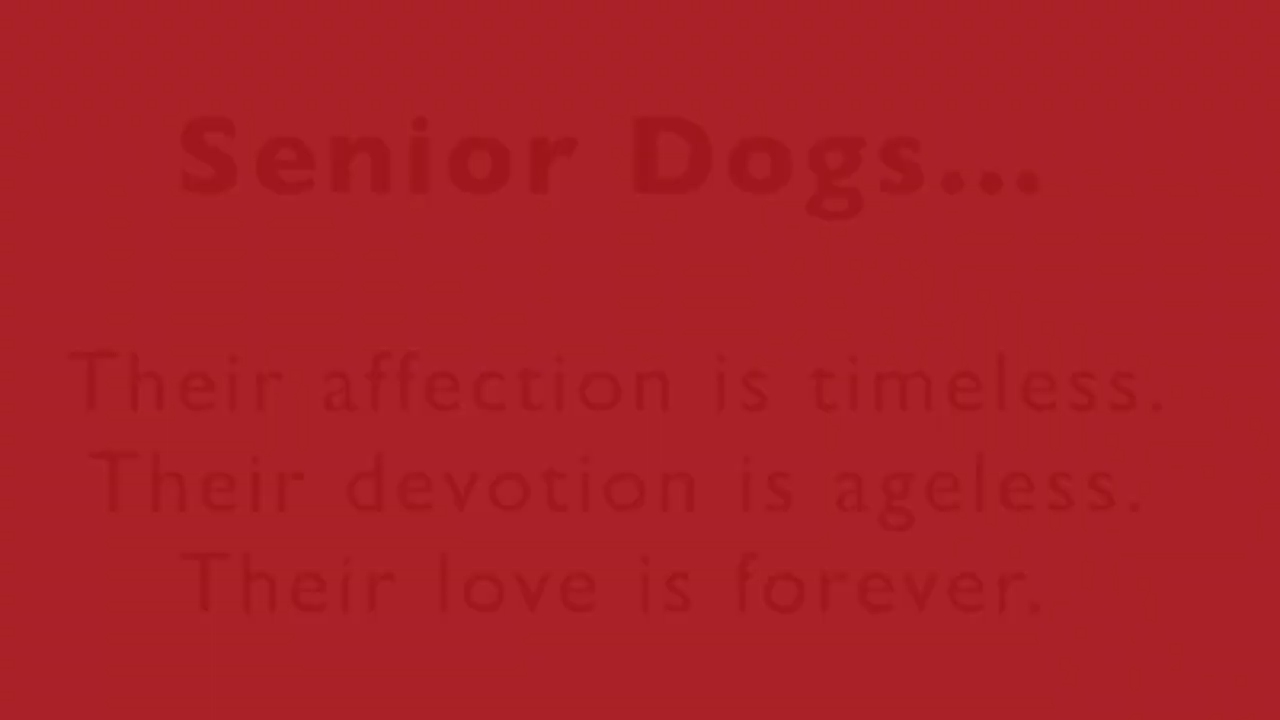 Senior Dogs...
Their affection is timeless.
Their devotion is ageless.
Their love is forever.